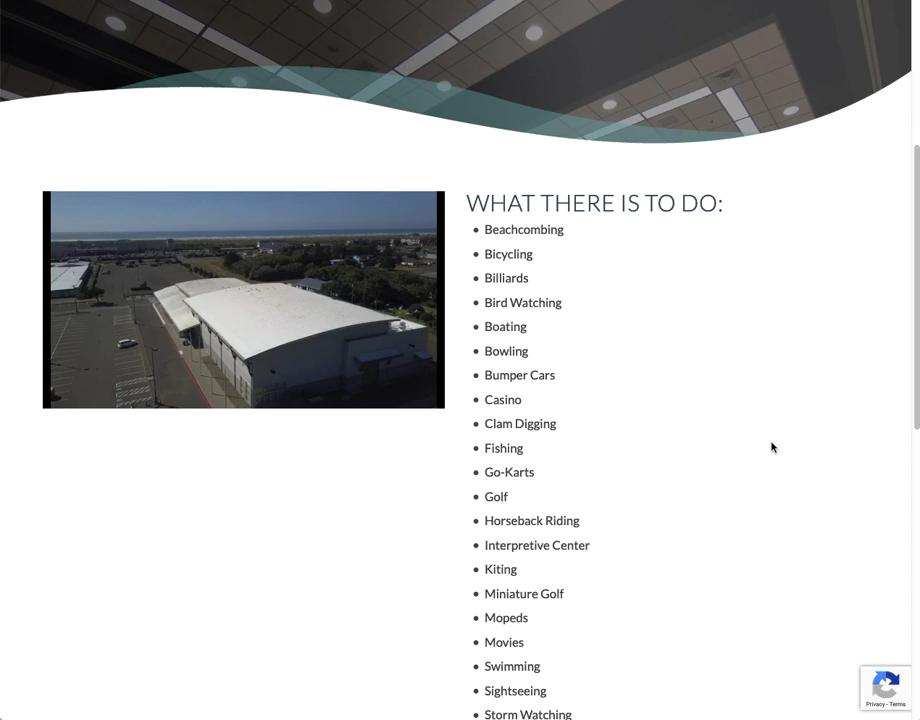 WHAT THERE IS TO DO:
Beachcombing
Bicycling
Billiards
Bird Watching
Boating
Bowling
Bumper Cars
Casino
Clam Digging
Fishing
Go-Karts
Golf
Horseback Riding
Interpretive Center
Kiting
Miniature Golf
Mopeds
Movies
Swimming
Sightseeing
Storm Watching
Privacy - Terms